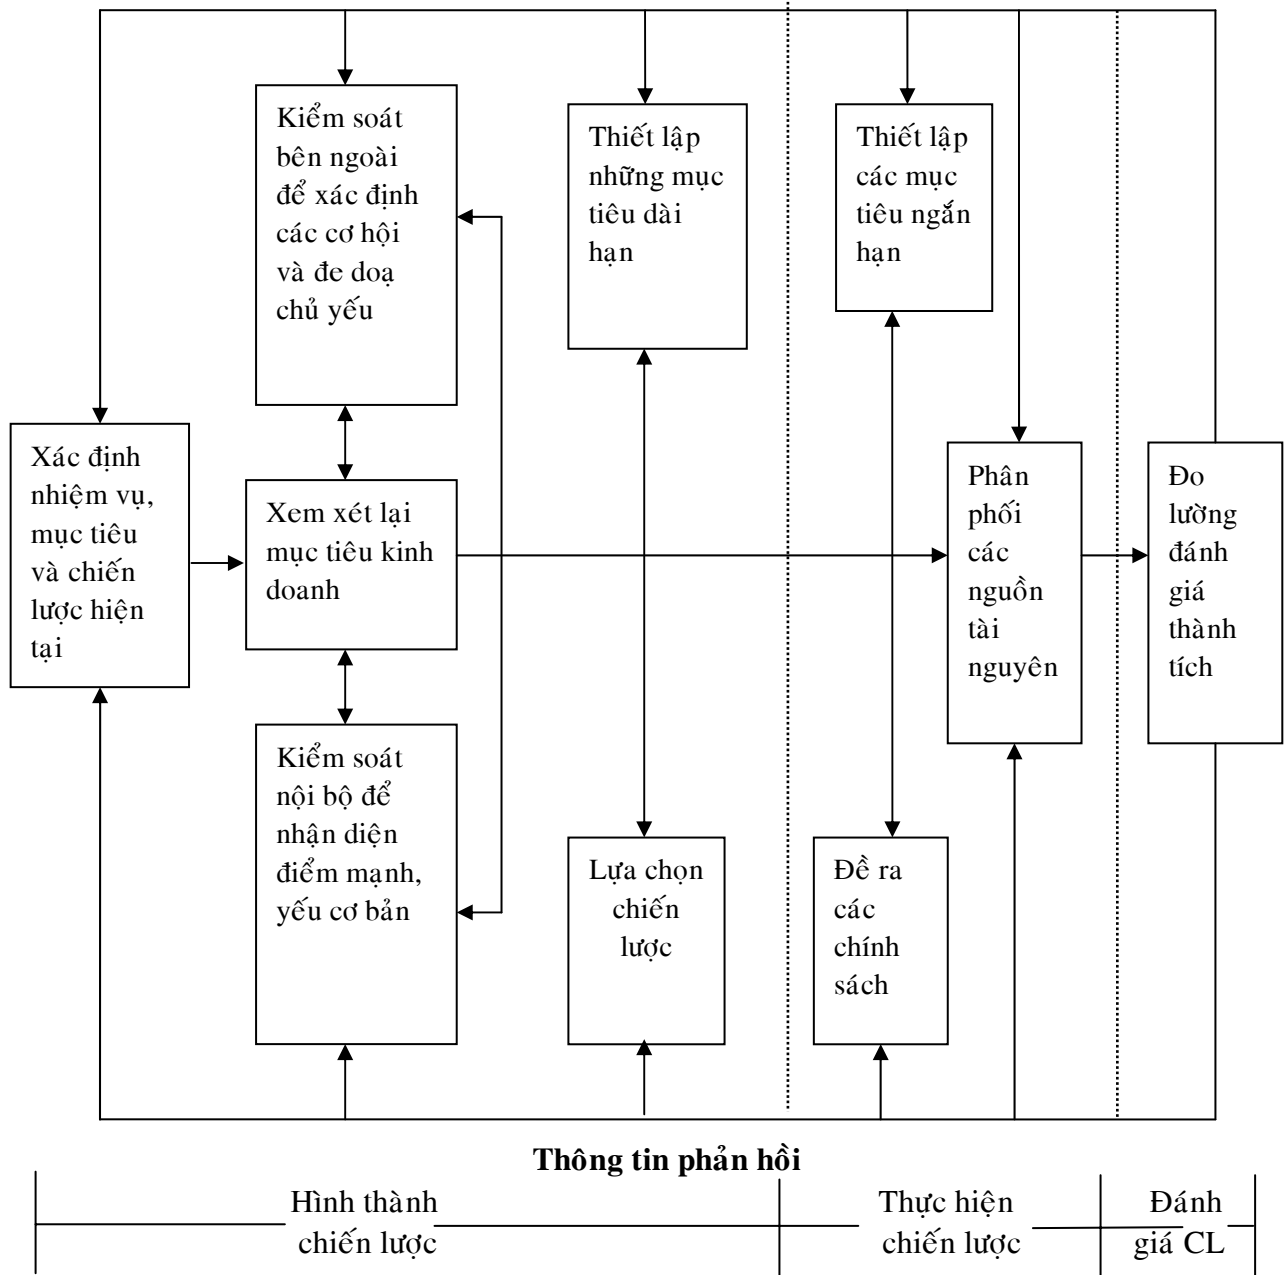 Kiểm soát
bên ngoài
để xác định
các cơ hội
và đe doạ
chủ yếu
Thiết lập
những mục
tiêu dài
hạn
Thiết lập
các mục
tiêu ngắn
hạn
Xác định
nhiệm vụ,
mục tiêu
và chiến
lược hiện
tại
Xem xét lại
mục tiêu kinh
doanh
Phân
phối
các
nguồn
tài
nguyên
Đo
lường
đánh
giá
thành
tích
Kiểm soát
nội bộ để
nhận diện
điểm mạnh,
yếu cơ bản
Lựa chọn
chiến
lược
Đề ra
các
chính
sách
Thông tin phản hồi
Hình thành
chiến lược
Thực hiện
chiến lược
Đánh
giá CL